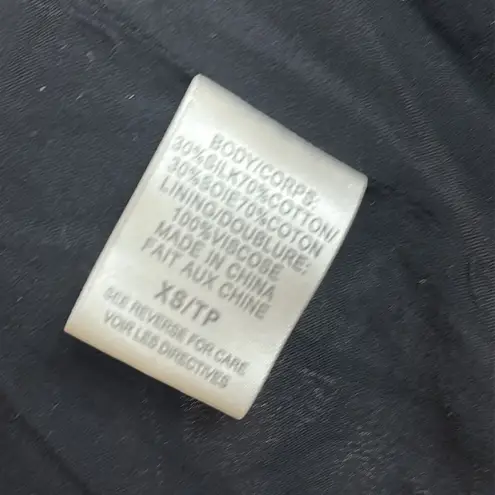 BODY/CORPS:
30%SILK70%COTTON/
30%SOIE70%COTON
LINING/DOUBLURE:
100%VISCOSE
MADE IN CHINA
FAIT AUX CHINE
XS/TP
SEE REVERSE FOR CARE
VOIR LES DIRECTIVES